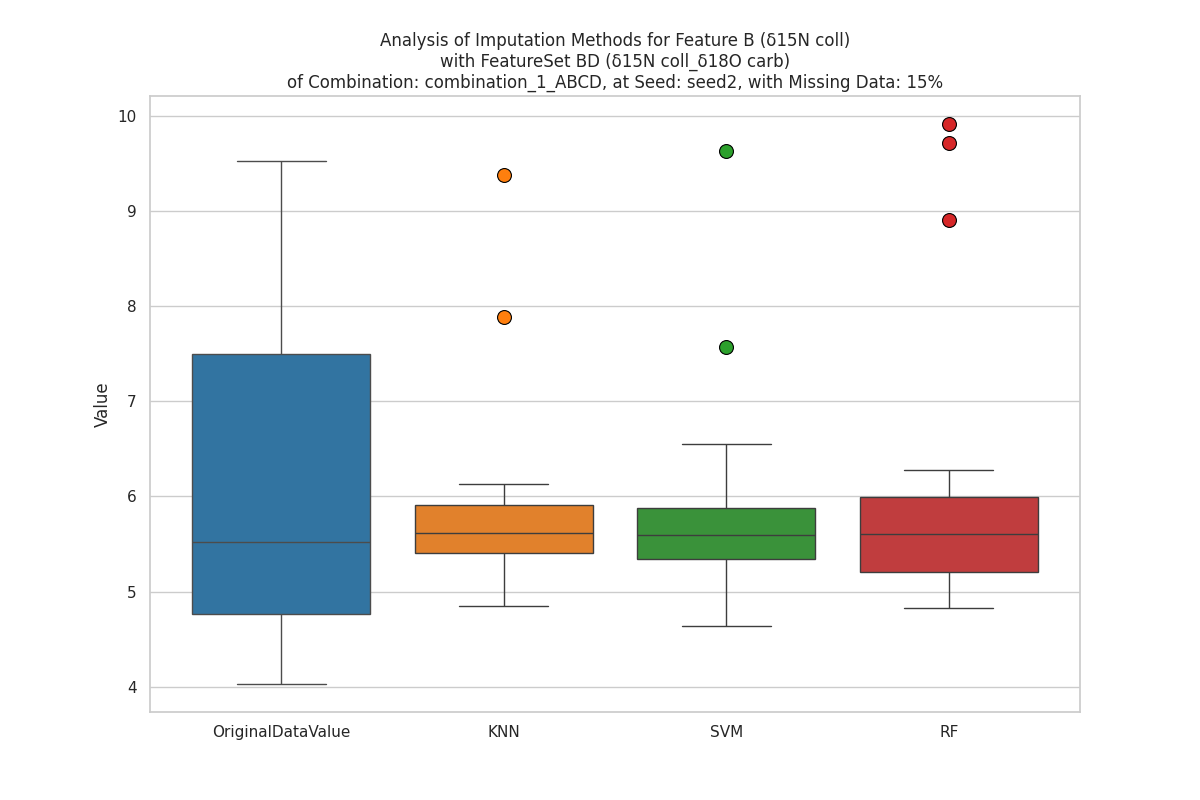 Analysis of Imputation Methods for Feature B (δ15N coll)
with FeatureSet BD (δ15N coll_δ18O carb)
of Combination: combination_1_ABCD, at Seed: seed2, with Missing Data: 15%
10
9
8
7
6
5
4
Value
OriginalDataValue
KNN
SVM
RF